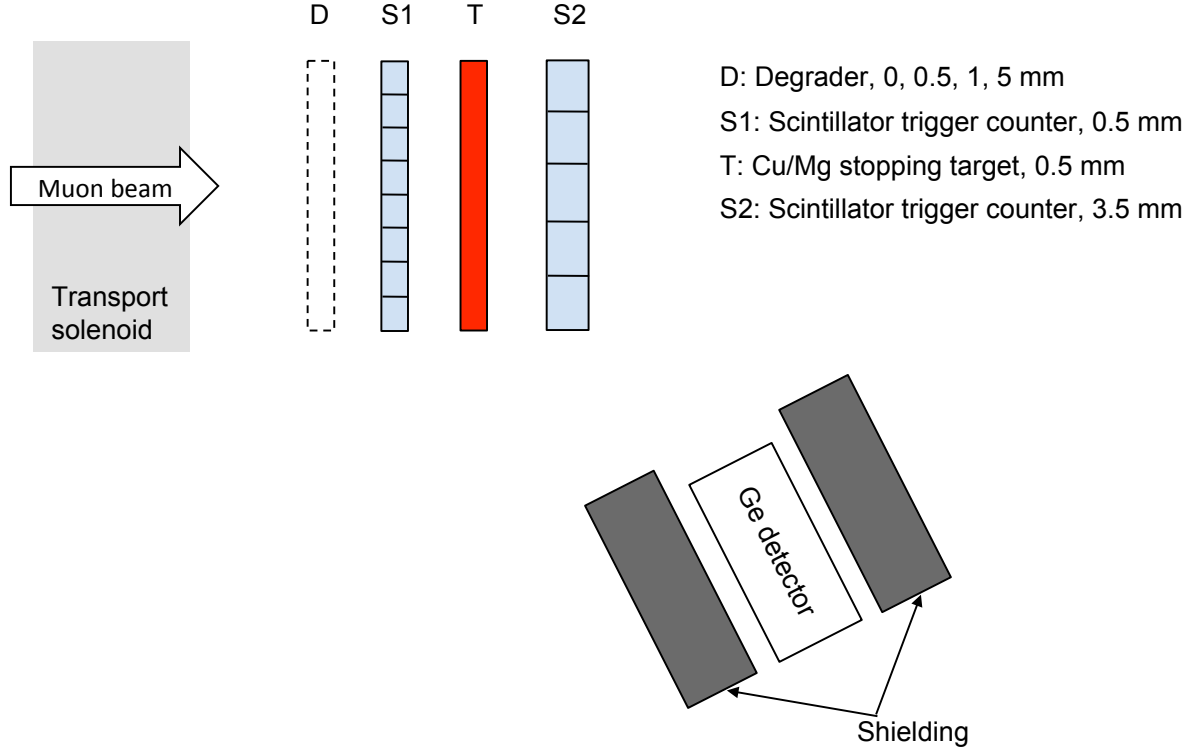 D S1 T S2
D: Degrader, 0, 0.5, 1, 5 mm
S1: Scintillator trigger counter, 0.5 mm
T: Cu/Mg stopping target, 0.5 mm
S2: Scintillator trigger counter, 3.5 mm
Muon beam
Transport
solenoid
Ge detector
Shielding